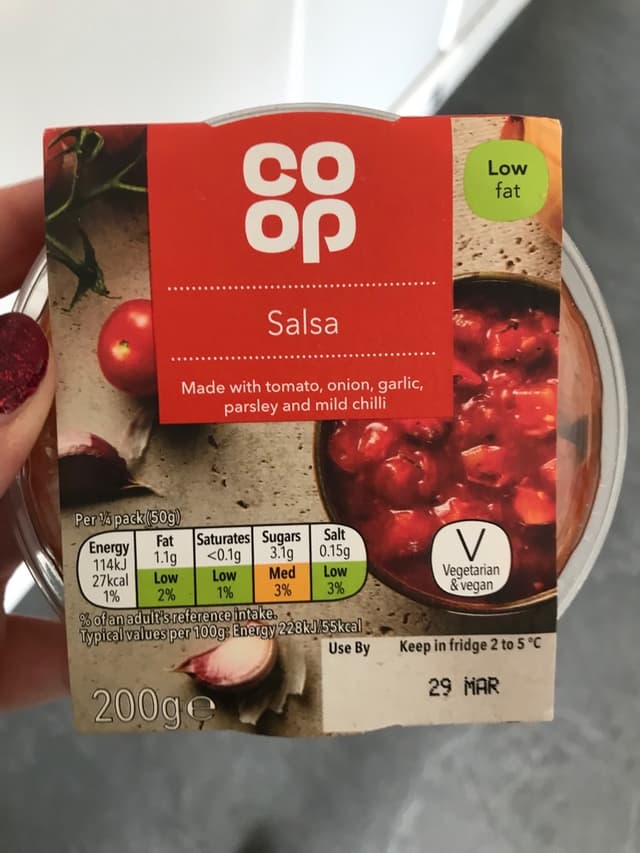 CO
OP
Low
fat
Salsa
Made with tomato, onion, garlic,
parsley and mild chilli
Per ¼ pack (50g)
Energy
114kJ
27kcal
1%
Fat
1.1g
Low
2%
Saturates
<0.1g
Low
1%
Sugars
3.1g
Med
3%
Salt
0.15g
Low
3%
V
Vegetarian
& vegan
% of an adult's reference intake.
Typical values per 100g: Energy 228kJ/55kcal
Use By
Keep in fridge 2 to 5 °C
29 MAR
200g℮